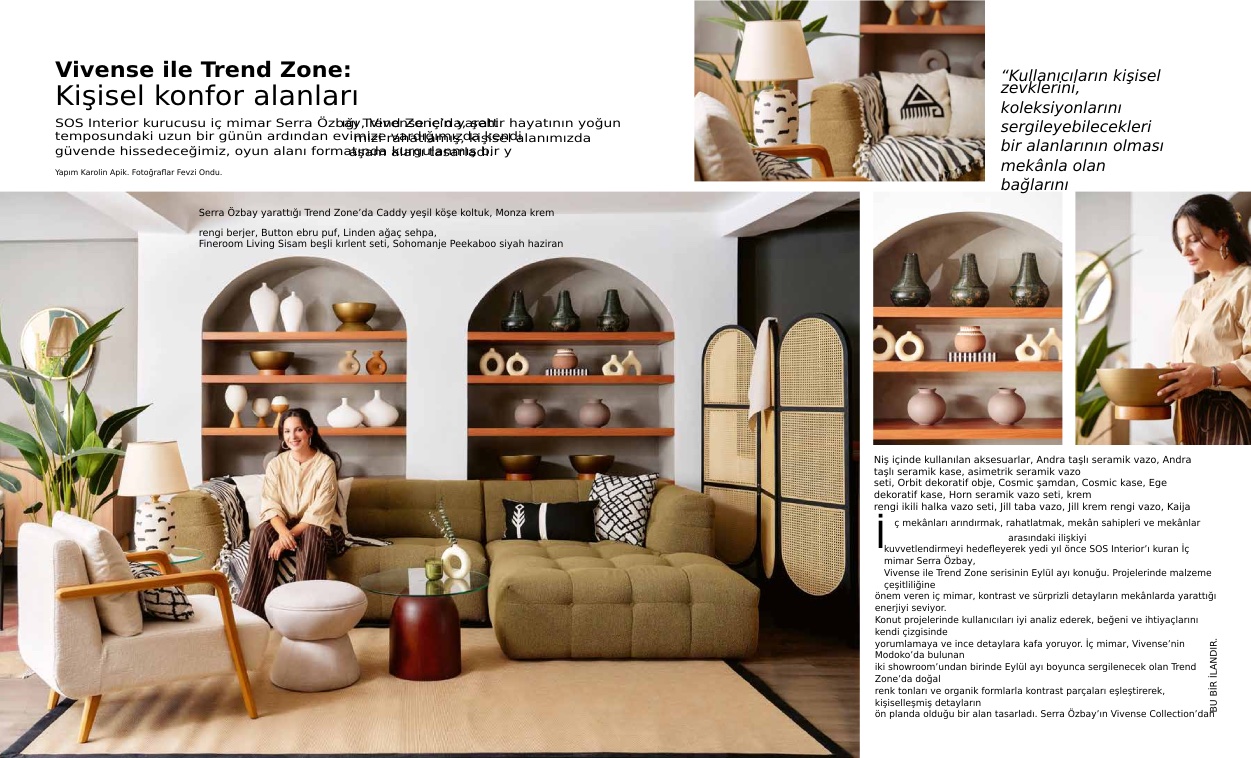 Vivense ile Trend Zone:
Kişisel konfor alanları
SOS Interior kurucusu iç mimar Serra Özbay, Trend Zone'da, şehir hayatının yoğun
temposundaki uzun bir günün ardından evimize vardığımızda kendi
güvende hissedeceğimiz, oyun alanı formatında kurgulanmış bir y
Yapım Karolin Apik. Fotoğraflar Fevzi Ondu.
“Kullanıcıların kişisel
zevklerini,
koleksiyonlarını
sergileyebilecekleri
bir alanlarının olması
mekânla olan
bağlarını
Serra Özbay yarattığı Trend Zone’da Caddy yeşil köşe koltuk, Monza krem
rengi berjer, Button ebru puf, Linden ağaç sehpa,
Fineroom Living Sisam beşli kırlent seti, Sohomanje Peekaboo siyah haziran
Niş içinde kullanılan aksesuarlar, Andra taşlı seramik vazo, Andra
taşlı seramik kase, asimetrik seramik vazo
seti, Orbit dekoratif obje, Cosmic şamdan, Cosmic kase, Ege
dekoratif kase, Horn seramik vazo seti, krem
rengi ikili halka vazo seti, Jill taba vazo, Jill krem rengi vazo, Kaija
İç mekânları arındırmak, rahatlatmak, mekân sahipleri ve mekânlar
arasındaki ilişkiyi
kuvvetlendirmeyi hedefleyerek yedi yıl önce SOS Interior’ı kuran İç
mimar Serra Özbay,
Vivense ile Trend Zone serisinin Eylül ayı konuğu. Projelerinde malzeme
çeşitliliğine
önem veren iç mimar, kontrast ve sürprizli detayların mekânlarda yarattığı
enerjiyi seviyor.
Konut projelerinde kullanıcıları iyi analiz ederek, beğeni ve ihtiyaçlarını
kendi çizgisinde
yorumlamaya ve ince detaylara kafa yoruyor. İç mimar, Vivense’nin
Modoko’da bulunan
iki showroom’undan birinde Eylül ayı boyunca sergilenecek olan Trend
Zone’da doğal
renk tonları ve organik formlarla kontrast parçaları eşleştirerek,
kişiselleşmiş detayların
ön planda olduğu bir alan tasarladı. Serra Özbay’ın Vivense Collection’dan
BU BİR İLANDIR.